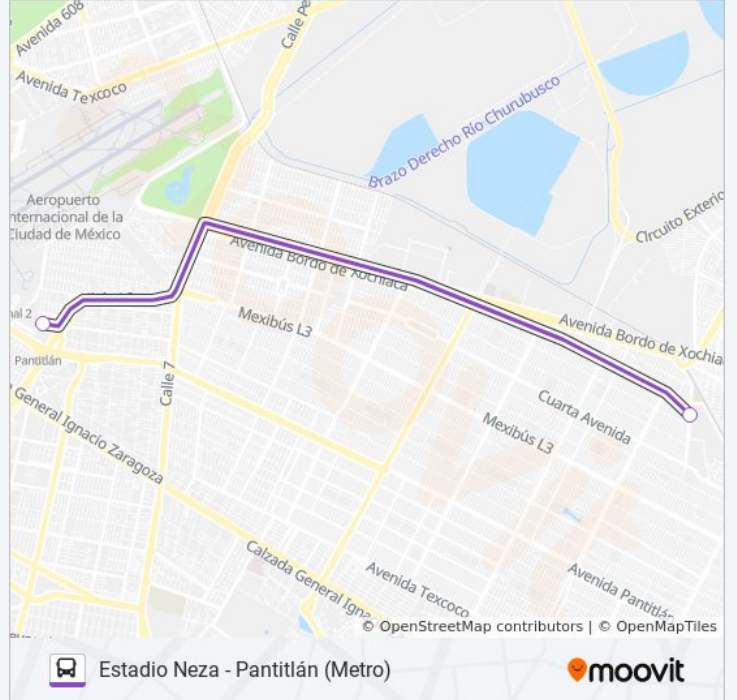 Avenida 608
Calle Pe
Avenida Texcoco
Brazo Derecho Río Churubusco
Aeropuerto
nternacional de la
Ciudad de México
Circuito Exterio
Avenida Bordo de Xochiaca
nal 2
Mexibús L3
Avenida Bordo de Xochia
Pantitlán
Calle 7
Cuarta Avenida
General Ignacio Zaragoza
Mexibús L3
Calzada General Igna
Avenida Texcoco
Avenida Pantitlán
© OpenStreetMap contributors | © OpenMapTiles
Estadio Neza - Pantitlán (Metro)
moovit